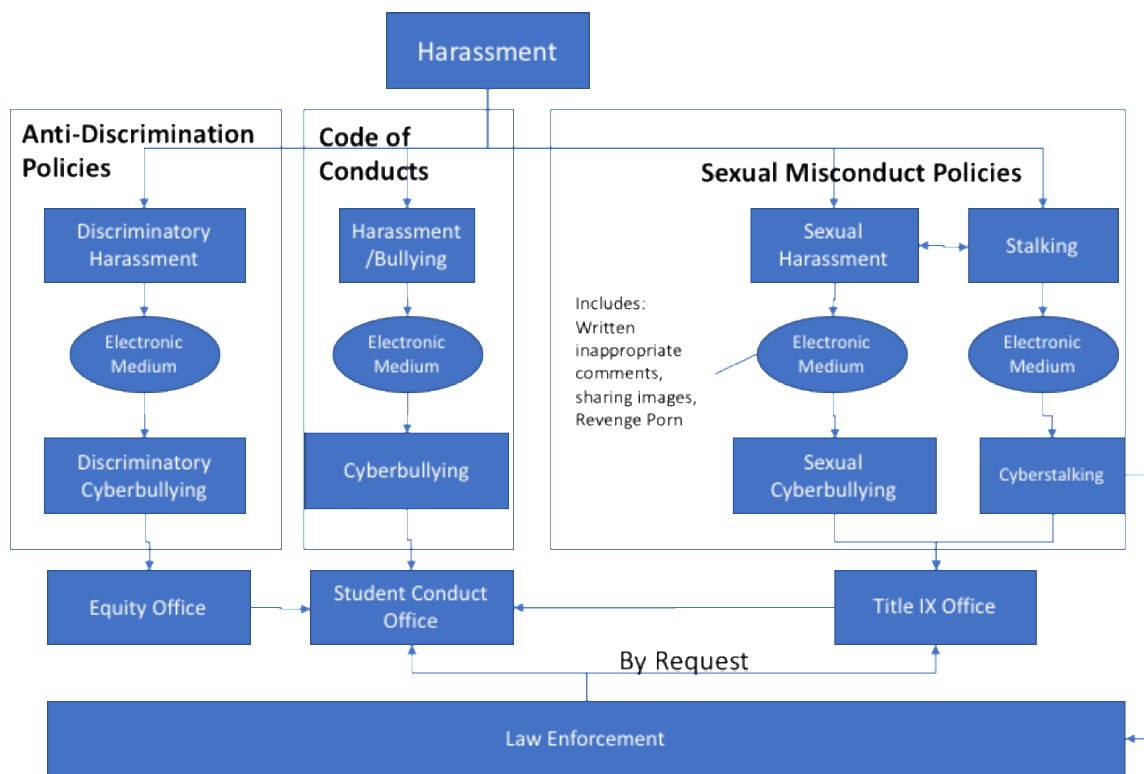 Harassment
Anti-Discrimination
Policies
Code of
Conducts
Sexual Misconduct Policies
Discriminatory
Harassment
Harassment
/Bullying
Sexual
Harassment
Stalking
Includes:
Written
inappropriate
comments,
sharing images,
Revenge Porn
Electronic
Medium
Electronic
Medium
Electronic
Medium
Electronic
Medium
Discriminatory
Cyberbullying
Cyberbullying
Sexual
Cyberbullying
Cyberstalking
Equity Office
Student Conduct
Office
Title IX Office
By Request
Law Enforcement